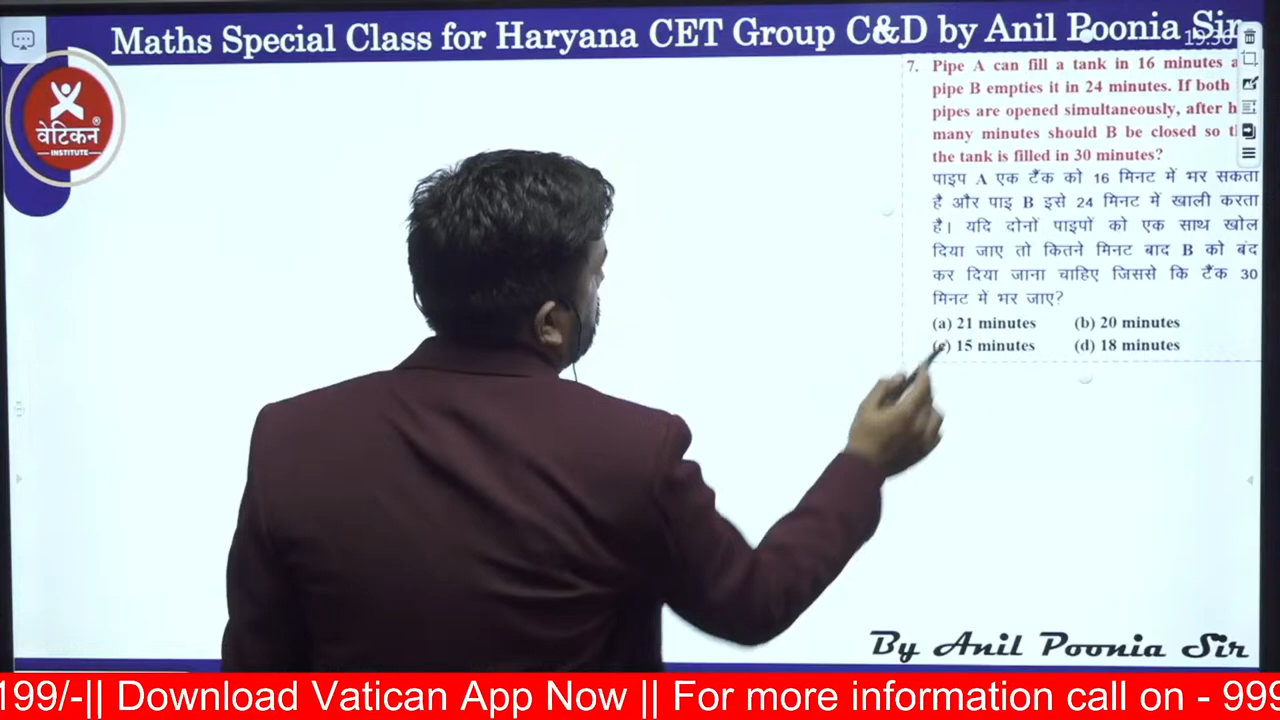 Maths Special Class for Haryana CET Group C&D by Anil Poonia Sir
19:36
वेटिकन
INSTITUTE
7. Pipe A can fill a tank in 16 minutes
pipe B empties it in 24 minutes. If both
pipes are opened simultaneously, after
many minutes should B be closed so
the tank is filled in 30 minutes?
पाइप A एक टैंक को 16 मिनट में भर सकता
है और पाइ B इसे 24 मिनट में खाली करता
है। यदि दोनों पाइपों को एक साथ खोल
दिया जाए तो कितने मिनट बाद B को बंद
कर दिया जाना चाहिए जिससे कि टैंक 30
मिनट में भर जाए?
(a) 21 minutes (b) 20 minutes
(c) 15 minutes (d) 18 minutes
By Anil Poonia Sir
199/-|| Download Vatican App Now || For more information call on - 999